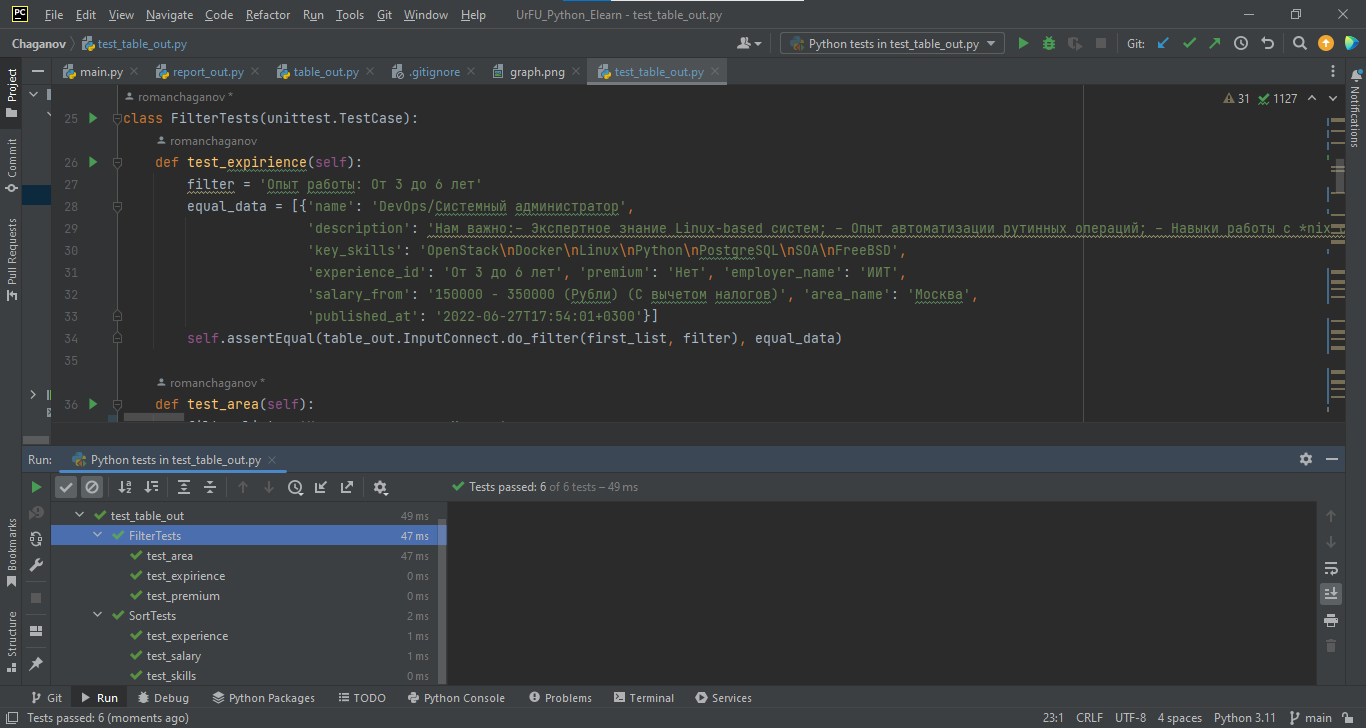 PC File Edit View Navigate Code Refactor Run Tools Git Window Help UrFU_Python_Elearn - test_table_out.py
Chaganov test_table_out.py Python tests in test_table_out.py Git:
main.py report_out.py table_out.py .gitignore graph.png test_table_out.py
Project
Commit
Pull Requests
Bookmarks
Structure
Notifications
romanchaganov *
31 1127
25 class FilterTests(unittest.TestCase):
romanchaganov
26 def test_expirience(self):
27 filter = 'Опыт работы: От 3 до 6 лет'
28 equal_data = [{'name': 'DevOps/Системный администратор',
29 'description': 'Нам важно:– Экспертное знание Linux-based систем; – Опыт автоматизации рутинных операций; – Навыки работы с *nix
30 'key_skills': 'OpenStack\nDocker\nLinux\nPython\nPostgreSQL\nSOA\nFreeBSD',
31 'experience_id': 'От 3 до 6 лет', 'premium': 'Нет', 'employer_name': 'ИИТ',
32 'salary_from': '150000 - 350000 (Рубли) (С вычетом налогов)', 'area_name': 'Москва',
33 'published_at': '2022-06-27T17:54:01+0300'}]
34 self.assertEqual(table_out.InputConnect.do_filter(first_list, filter), equal_data)
35
romanchaganov *
36 def test_area(self):
Run: Python tests in test_table_out.py
Tests passed: 6 of 6 tests – 49 ms
test_table_out 49 ms
FilterTests 47 ms
test_area 47 ms
test_expirience 0 ms
test_premium 0 ms
SortTests 2 ms
test_experience 1 ms
test_salary 1 ms
test_skills 0 ms
Git Run Debug Python Packages TODO Python Console Problems Terminal Services
Tests passed: 6 (moments ago) 23:1 CRLF UTF-8 4 spaces Python 3.11 main